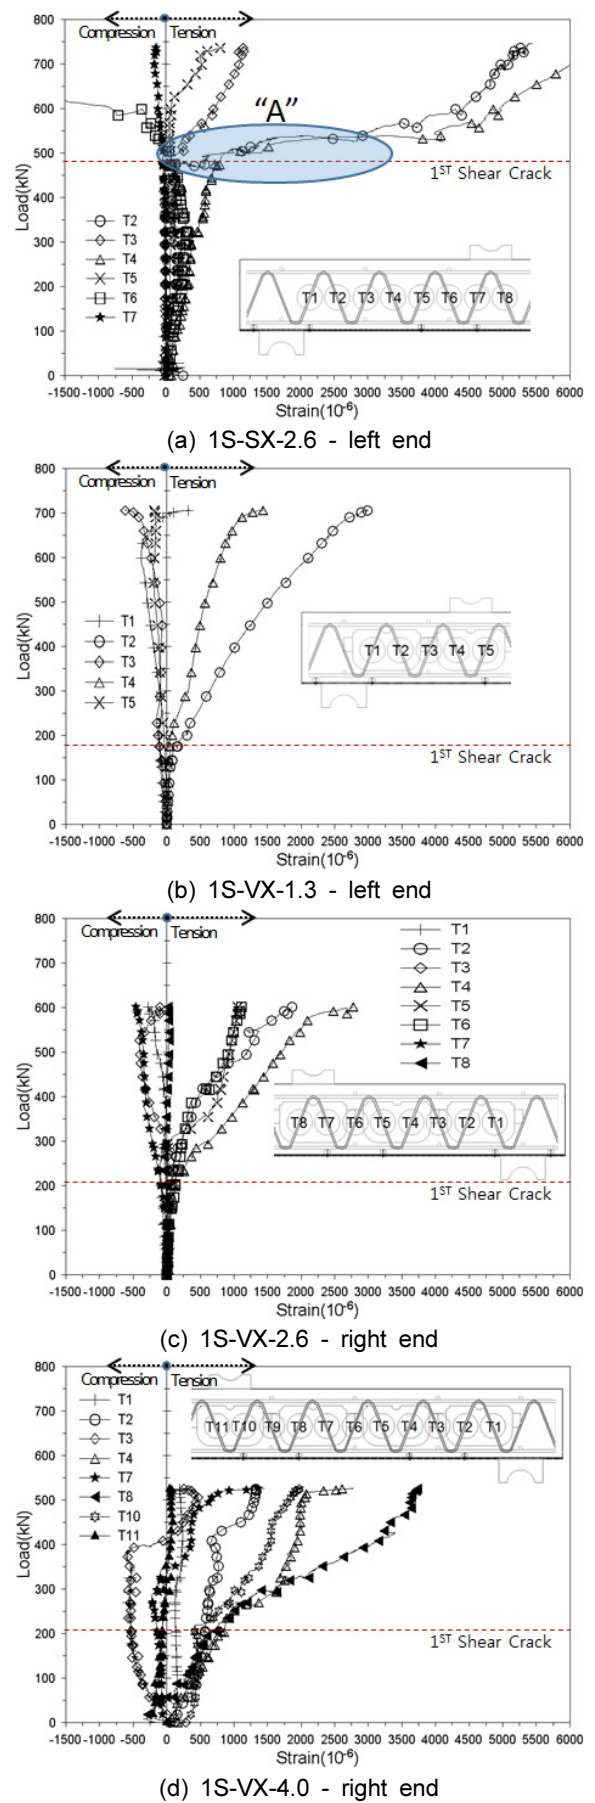 Compression Tension
800
700
"A"
600
500
1ST Shear Crack
400
T2
T3
T4
T5
T6
T7
300
200
100
0
Load(kN)
T1 T2 T3 T4 T5 T6 T7 T8
-1500 -1000 -500 0 500 1000 1500 2000 2500 3000 3500 4000 4500 5000 5500 6000
Strain(10-6)
(a) 1S-SX-2.6 - left end
Compression Tension
800
700
600
500
400
300
200
100
0
Load(kN)
T1
T2
T3
T4
T5
T1 T2 T3 T4 T5
1ST Shear Crack
-1500 -1000 -500 0 500 1000 1500 2000 2500 3000 3500 4000 4500 5000 5500 6000
Strain(10-6)
(b) 1S-VX-1.3 - left end
Compression Tension
800
700
600
500
400
300
200
100
0
Load(kN)
T1
T2
T3
T4
T5
T6
T7
T8
T8 T7 T6 T5 T4 T3 T2 T1
1ST Shear Crack
-1500 -1000 -500 0 500 1000 1500 2000 2500 3000 3500 4000 4500 5000 5500 6000
Strain(10-6)
(c) 1S-VX-2.6 - right end
Compression Tension
800
700
600
500
400
300
200
100
0
Load(kN)
T1
T2
T3
T4
T7
T8
T10
T11
T11 T10 T9 T8 T7 T6 T5 T4 T3 T2 T1
1ST Shear Crack
-1500 -1000 -500 0 500 1000 1500 2000 2500 3000 3500 4000 4500 5000 5500 6000
Strain(10-6)
(d) 1S-VX-4.0 - right end